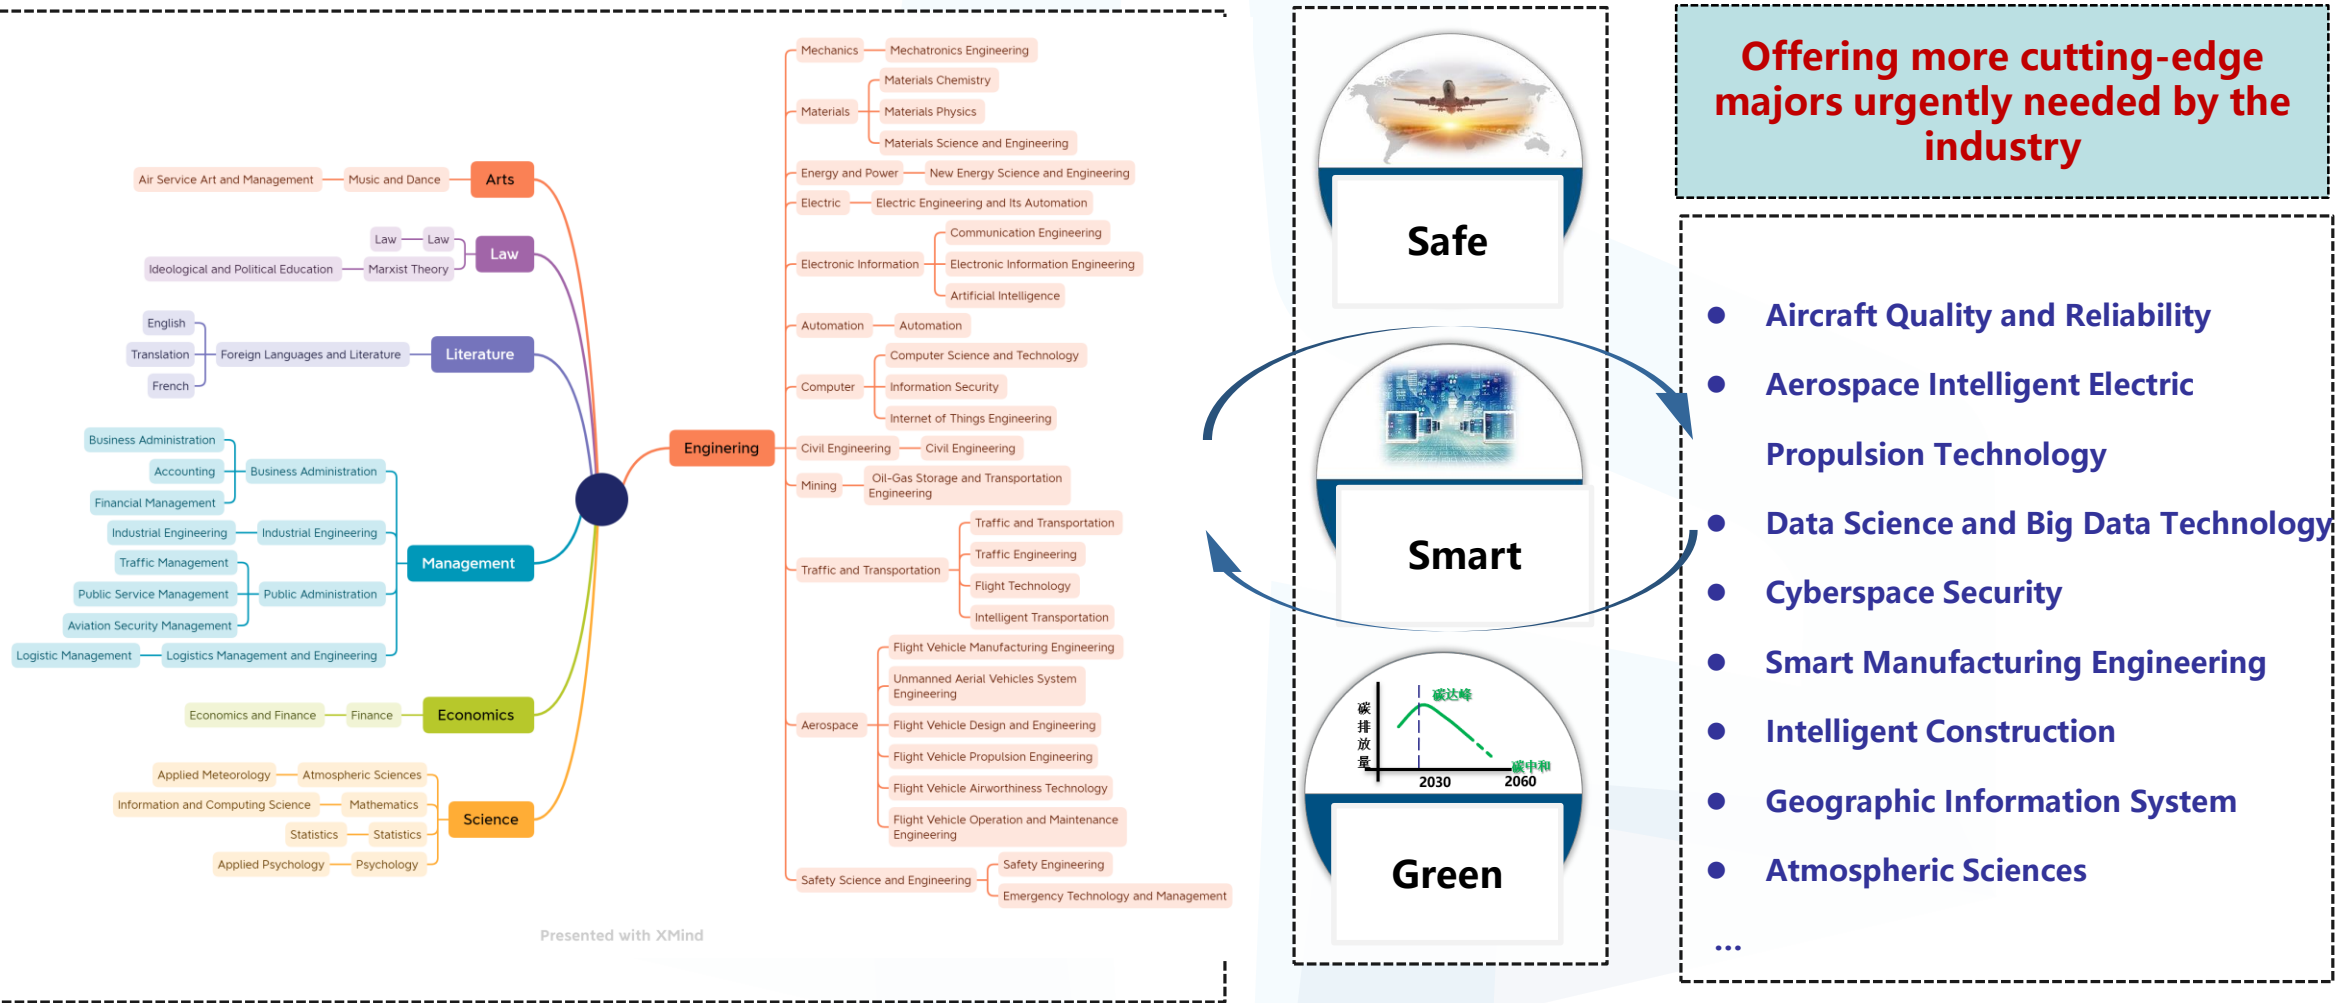 Air Service Art and Management
Music and Dance
Arts
Law
Law
Law
Ideological and Political Education
Marxist Theory
English
Translation
French
Foreign Languages and Literature
Literature
Business Administration
Accounting
Financial Management
Business Administration
Industrial Engineering
Industrial Engineering
Management
Traffic Management
Public Service Management
Aviation Security Management
Public Administration
Logistic Management
Logistics Management and Engineering
Economics and Finance
Finance
Economics
Applied Meteorology
Atmospheric Sciences
Information and Computing Science
Mathematics
Statistics
Statistics
Applied Psychology
Psychology
Science
Enginering
Mechanics
Mechatronics Engineering
Materials
Materials Chemistry
Materials Physics
Materials Science and Engineering
Energy and Power
New Energy Science and Engineering
Electric
Electric Engineering and Its Automation
Electronic Information
Communication Engineering
Electronic Information Engineering
Artificial Intelligence
Automation
Automation
Computer
Computer Science and Technology
Information Security
Internet of Things Engineering
Civil Engineering
Civil Engineering
Mining
Oil-Gas Storage and Transportation
Engineering
Traffic and Transportation
Traffic and Transportation
Traffic Engineering
Flight Technology
Intelligent Transportation
Aerospace
Flight Vehicle Manufacturing Engineering
Unmanned Aerial Vehicles System
Engineering
Flight Vehicle Design and Engineering
Flight Vehicle Propulsion Engineering
Flight Vehicle Airworthiness Technology
Flight Vehicle Operation and Maintenance
Engineering
Safety Science and Engineering
Safety Engineering
Emergency Technology and Management
Presented with XMind
Safe
Smart
碳排放量
碳达峰
碳中和
2030
2060
Green
Offering more cutting-edge
majors urgently needed by the
industry
● Aircraft Quality and Reliability
● Aerospace Intelligent Electric
Propulsion Technology
● Data Science and Big Data Technology
● Cyberspace Security
● Smart Manufacturing Engineering
● Intelligent Construction
● Geographic Information System
● Atmospheric Sciences
...